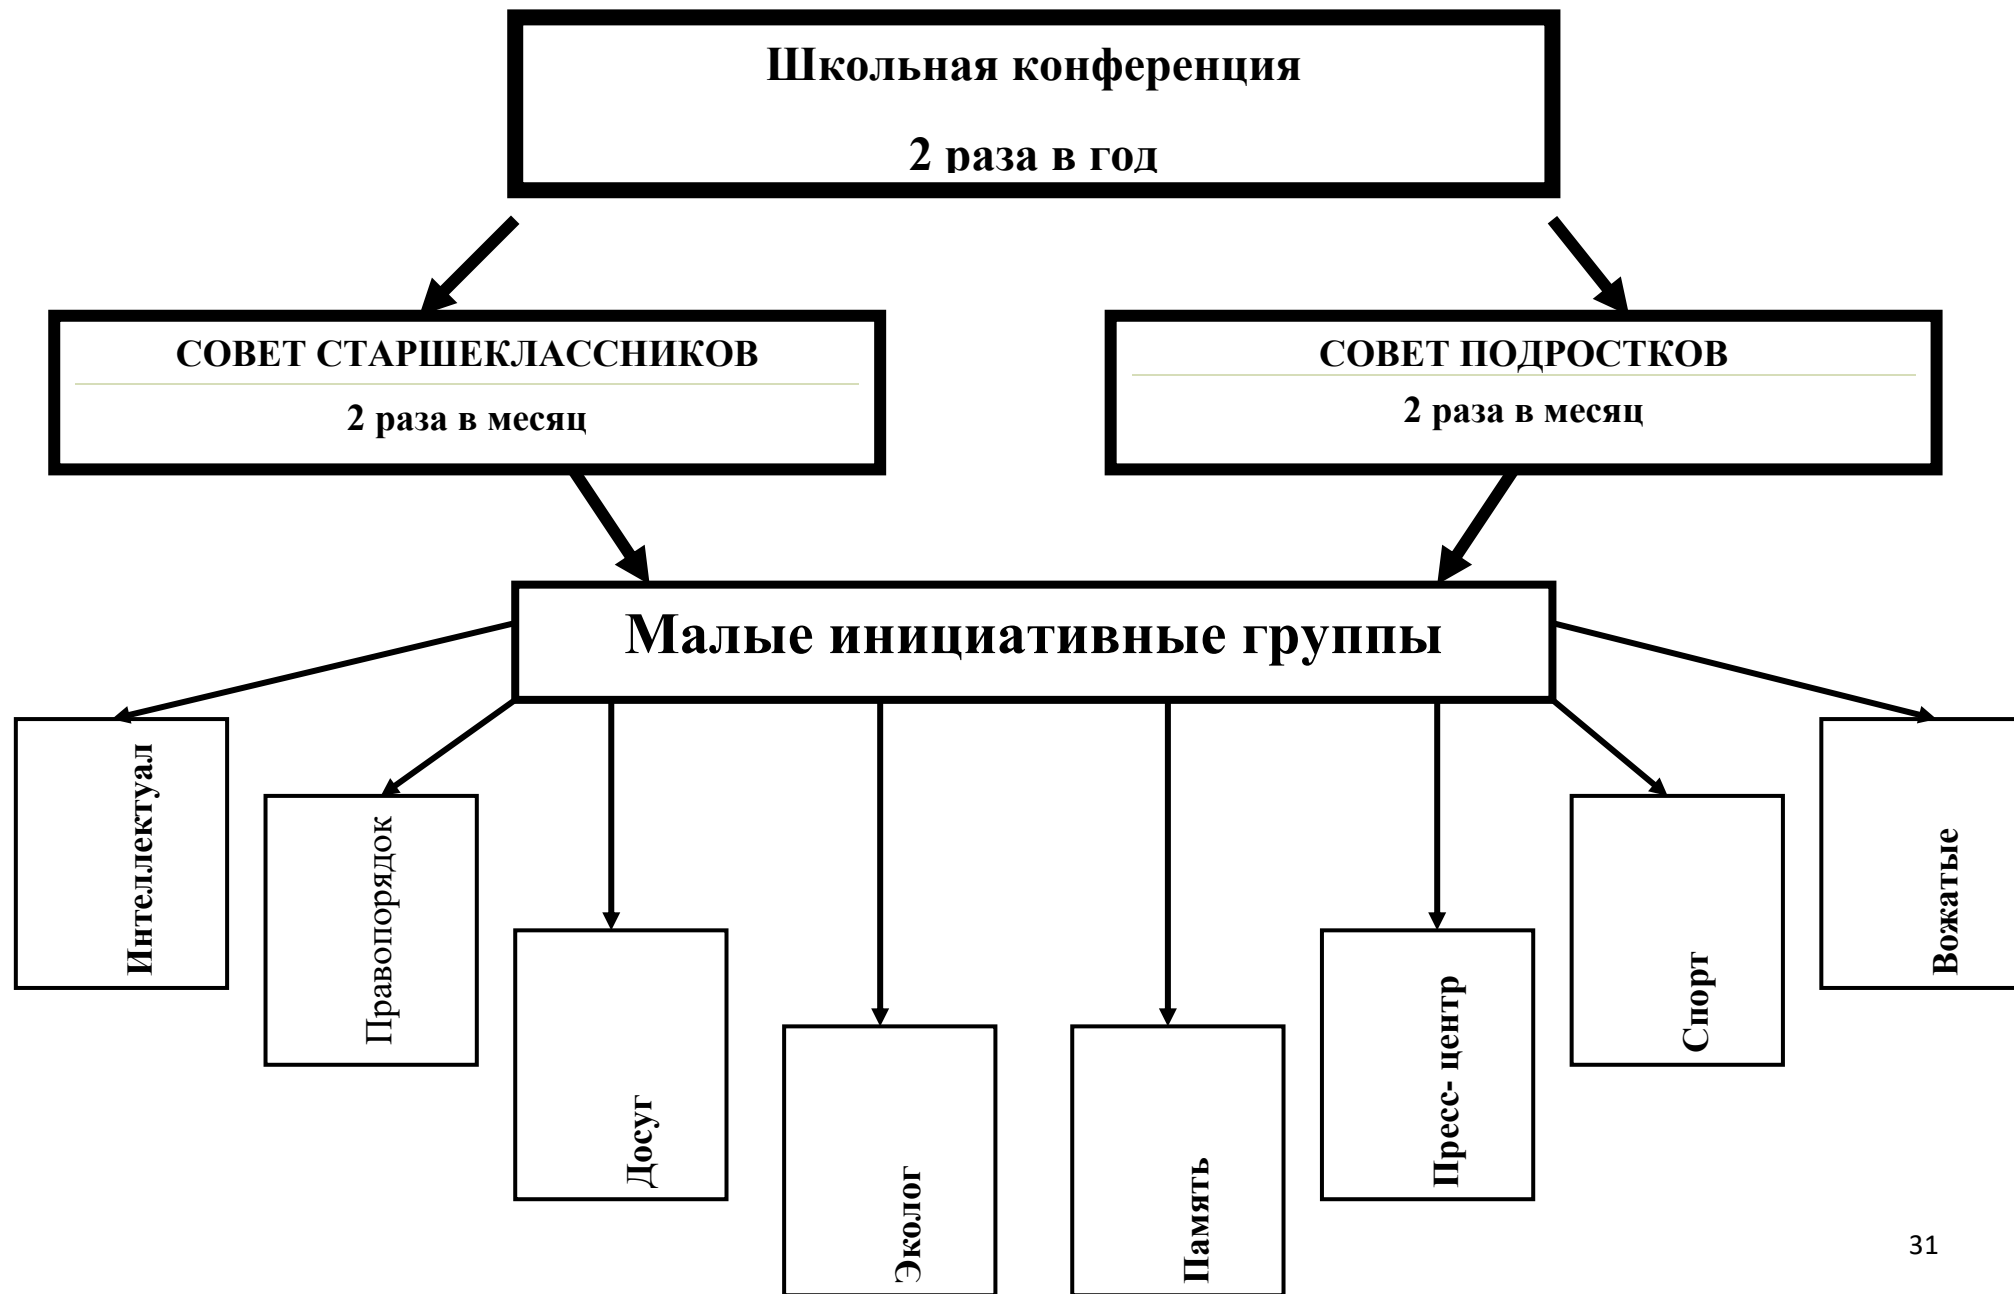 Школьная конференция
2 раза в год
СОВЕТ СТАРШЕКЛАССНИКОВ
2 раза в месяц
СОВЕТ ПОДРОСТКОВ
2 раза в месяц
Малые инициативные группы
Интеллектуал
Правопорядок
Досуг
Эколог
Память
Пресс- центр
Спорт
Вожатые
31